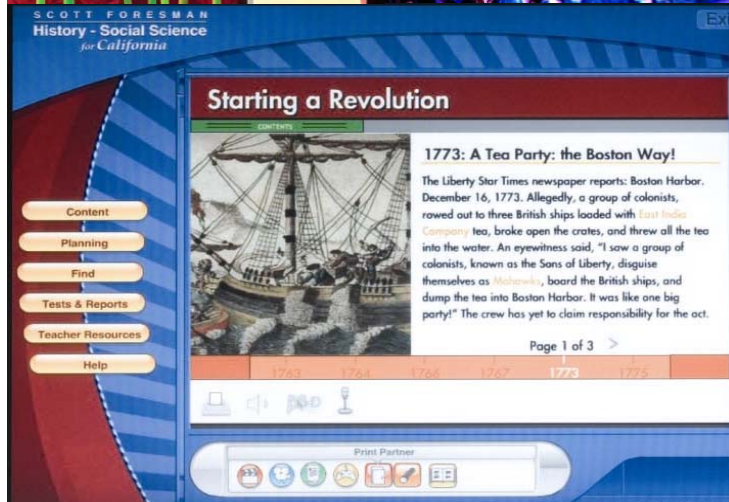 SCOTT FORESMAN
History - Social Science
for California
Starting a Revolution
CONTENTS
1773: A Tea Party: the Boston Way!
The Liberty Star Times newspaper reports: Boston Harbor.
December 16, 1773. Allegedly, a group of colonists,
rowed out to three British ships loaded with East India
Company tea, broke open the crates, and threw all the tea
into the water. An eyewitness said, "I saw a group of
colonists, known as the Sons of Liberty, disguise
themselves as Mohawks, board the British ships, and
dump the tea into Boston Harbor. It was like one big
party!" The crew has yet to claim responsibility for the act.
Page 1 of 3 >
1763 1764 1766 1767 1773 1775
Content
Planning
Find
Tests & Reports
Teacher Resources
Help
Print Partner